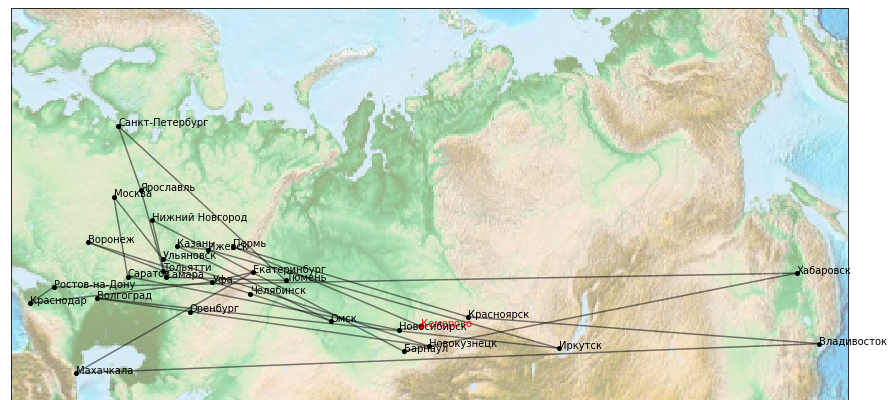 Санкт-Петербург
Ярославль
Москва
Нижний Новгород
Воронеж
Казань
Ижевск
Пермь
Ульяновск
Тольятти
Екатеринбург
Хабаровск
Саратов
Самара
Уфа
Тюмень
Ростов-на-Дону
Челябинск
Волгоград
Краснодар
Оренбург
Красноярск
Омск
Кемерово
Новосибирск
Владивосток
Новокузнецк
Иркутск
Барнаул
Махачкала